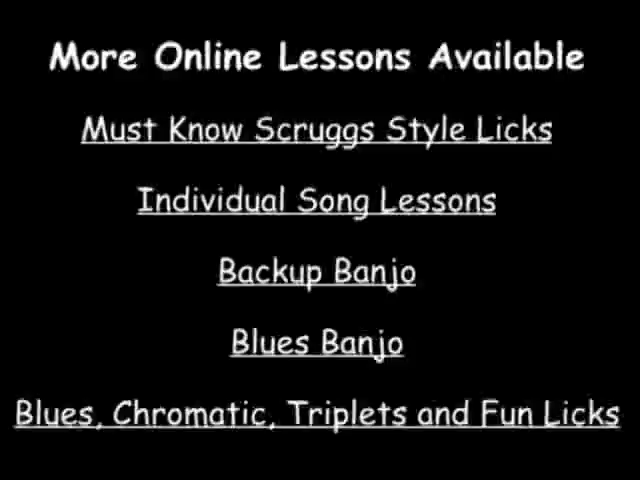 More Online Lessons Available
Must Know Scruggs Style Licks
Individual Song Lessons
Backup Banjo
Blues Banjo
Blues, Chromatic, Triplets and Fun Licks